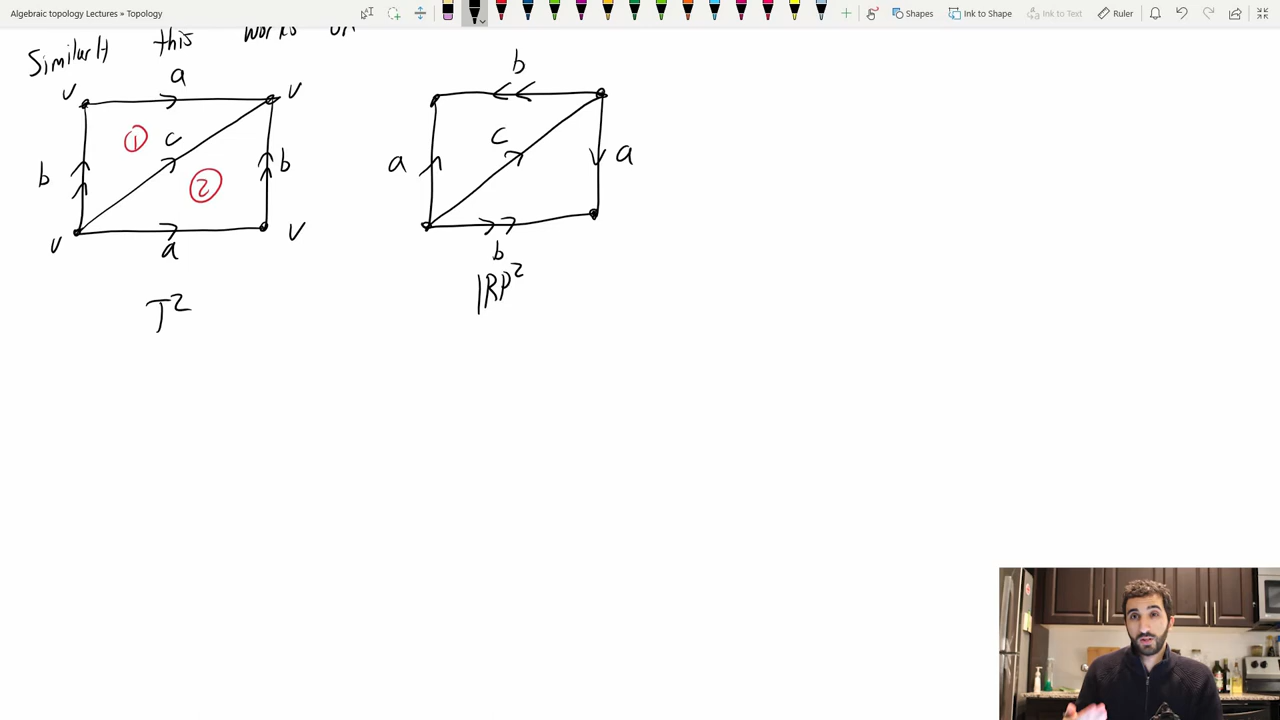 Algebraic topology Lectures » Topology
Shapes
Ink to Shape
Ink to Text
Ruler
Similarly this works on
a
b
V
V
1
c
C
b
a
2
b
a
a
V
V
a
b
T²
ℝP²